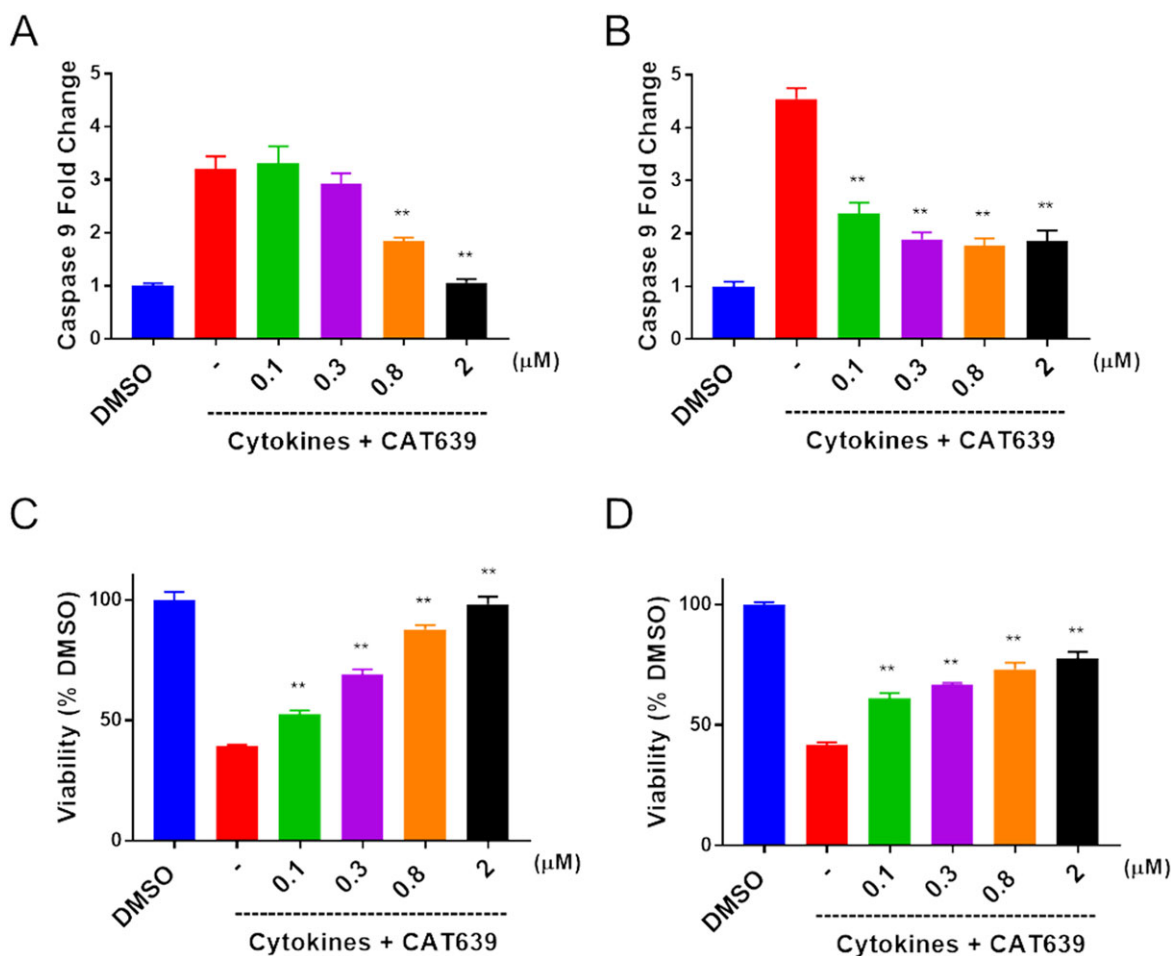 A
Caspase 9 Fold Change
5
4
3
2
1
0
**
**
DMSO
-
0.1
0.3
0.8
2
(μM)
Cytokines + CAT639
B
Caspase 9 Fold Change
5
4
3
2
1
0
**
**
**
**
DMSO
-
0.1
0.3
0.8
2
(μM)
Cytokines + CAT639
C
Viability (% DMSO)
100
50
0
**
**
**
**
DMSO
-
0.1
0.3
0.8
2
(μM)
Cytokines + CAT639
D
Viability (% DMSO)
100
50
0
**
**
**
**
DMSO
-
0.1
0.3
0.8
2
(μM)
Cytokines + CAT639